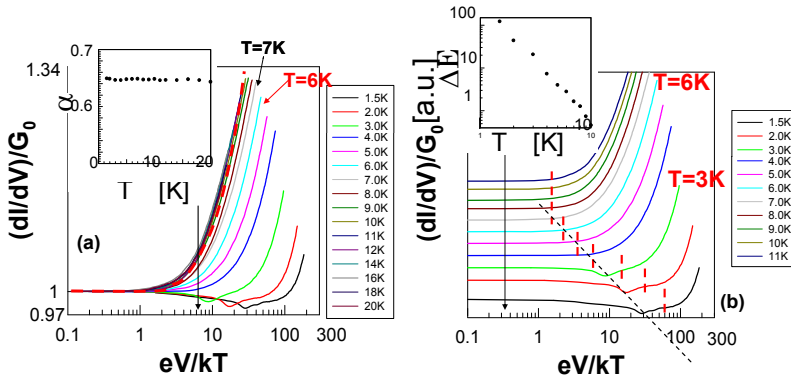 0.7
α
0.6
0
0
10
20
T [K]
T=7K
T=6K
1.34
(dI/dV)/G0
1
0.97
(a)
0.1
1
10
100
300
eV/kT
1.5K
2.0K
3.0K
4.0K
5.0K
6.0K
7.0K
8.0K
9.0K
10K
11K
12K
14K
16K
18K
20K
100
10
1
ΔE
1
10
10
T [K]
T=6K
T=3K
(dI/dV)/G0[a.u.]
(b)
0.1
1
10
100
300
eV/kT
1.5K
2.0K
3.0K
4.0K
5.0K
6.0K
7.0K
8.0K
9.0K
10K
11K